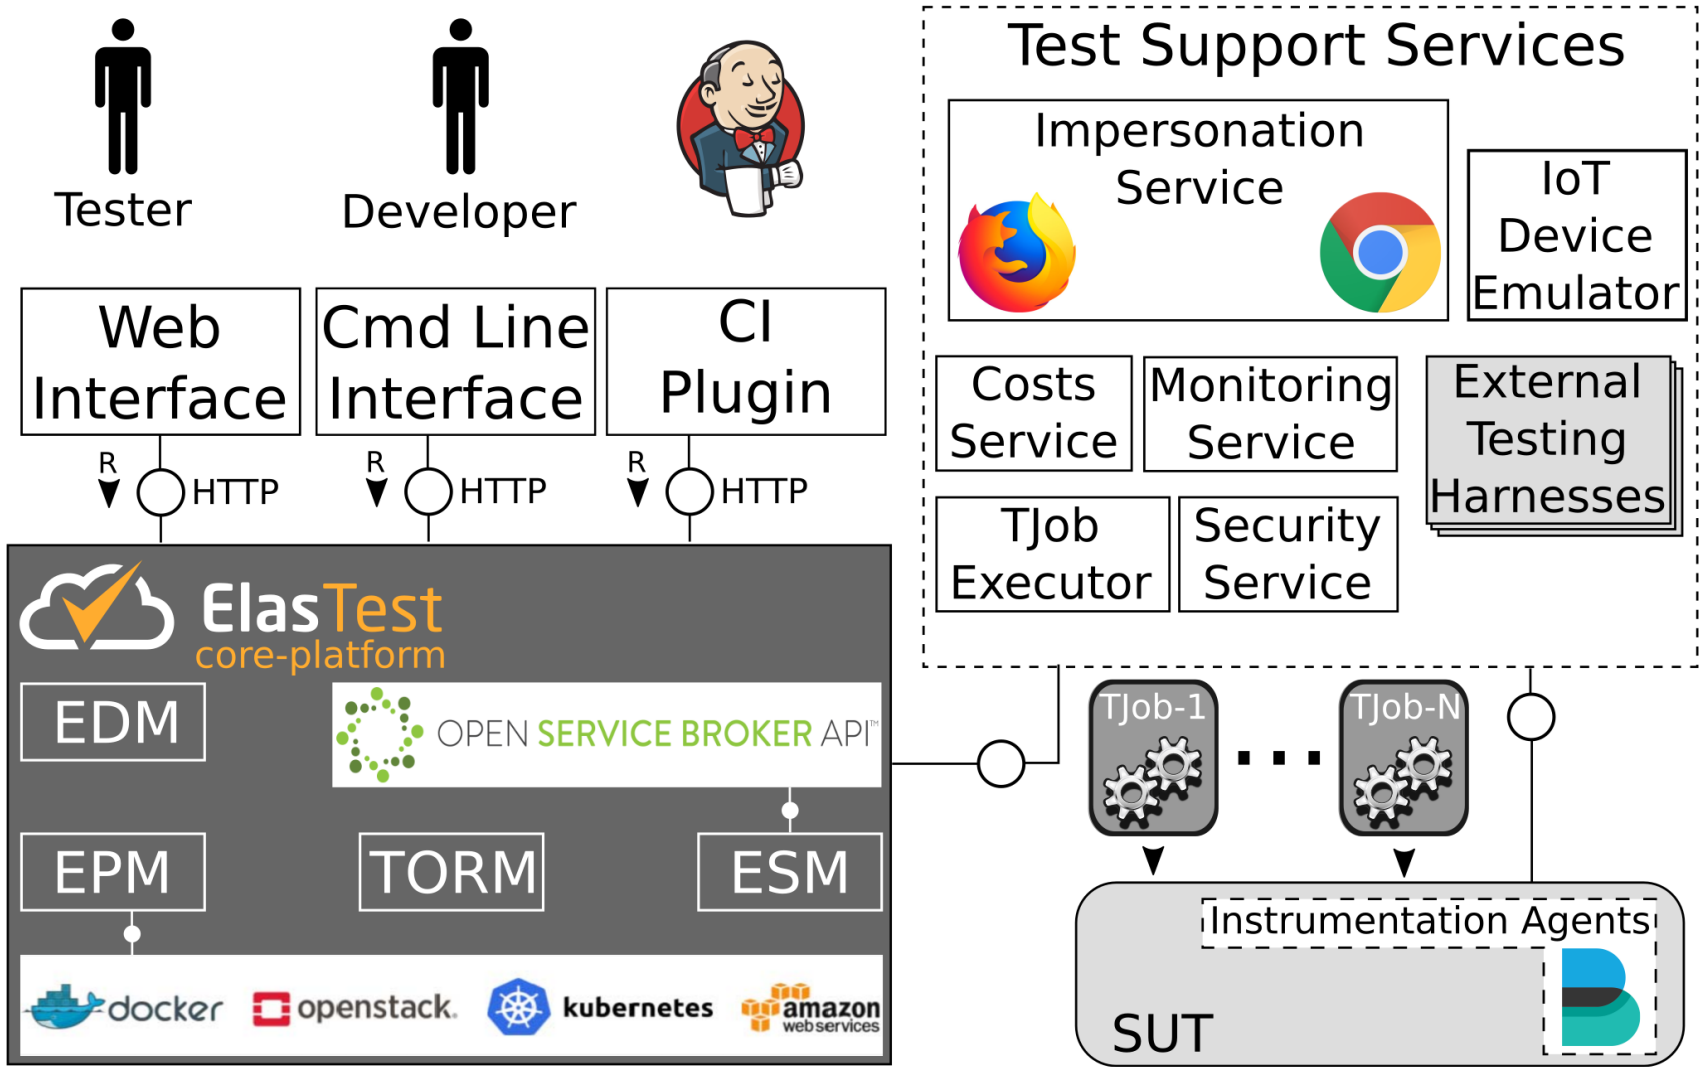 Tester
Developer
Web
Interface
Cmd Line
Interface
CI
Plugin
R
HTTP
R
HTTP
R
HTTP
ElasTest
core-platform
EDM
OPEN SERVICE BROKER API™
EPM
TORM
ESM
docker
openstack.
kubernetes
amazon
webservices
Test Support Services
Impersonation
Service
IoT
Device
Emulator
Costs
Service
Monitoring
Service
External
Testing
Harnesses
TJob
Executor
Security
Service
TJob-1
TJob-N
Instrumentation Agents
SUT